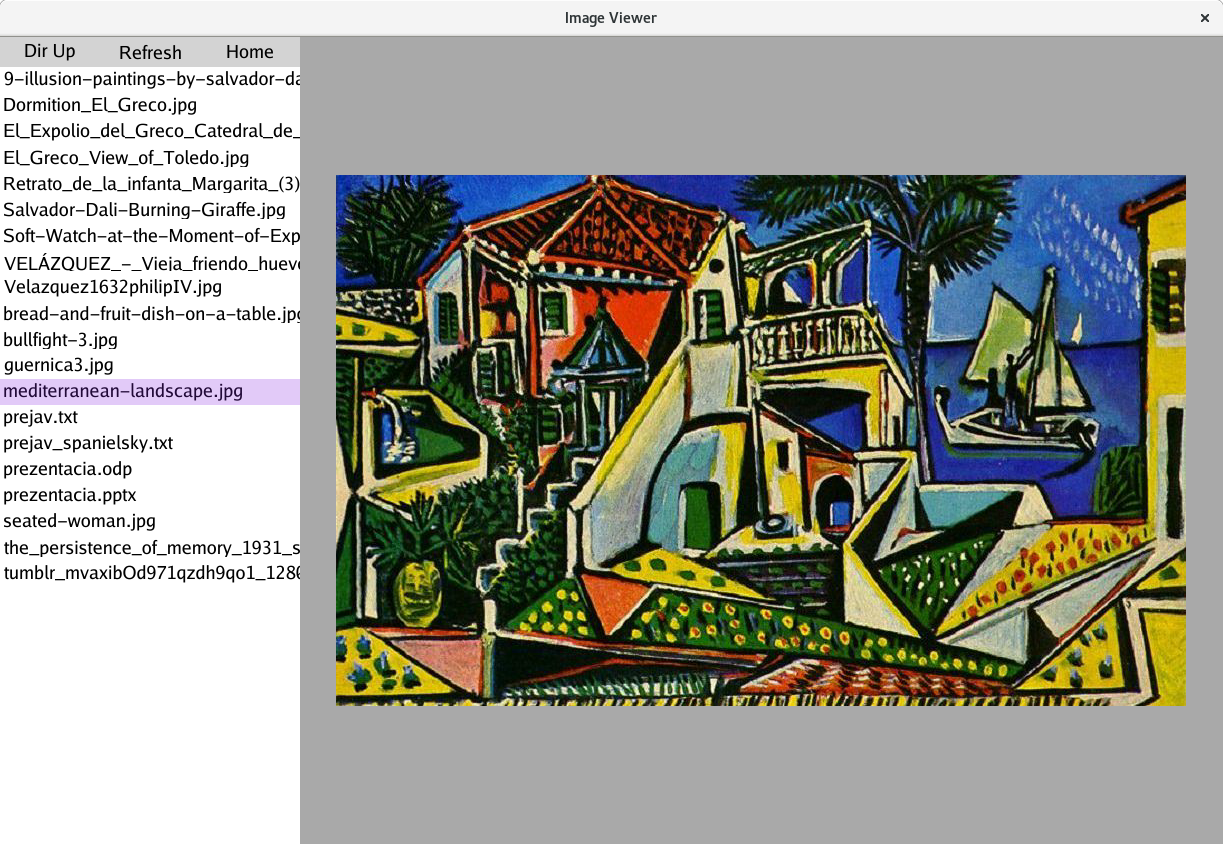 Image Viewer
Dir Up Refresh Home
9-illusion-paintings-by-salvador-da
Dormition_El_Greco.jpg
El_Expolio_del_Greco_Catedral_de_
El_Greco_View_of_Toledo.jpg
Retrato_de_la_infanta_Margarita_(3)
Salvador-Dali-Burning-Giraffe.jpg
Soft-Watch-at-the-Moment-of-Exp
VELÁZQUEZ_-_Vieja_friendo_huevo
Velazquez1632philipIV.jpg
bread-and-fruit-dish-on-a-table.jpg
bullfight-3.jpg
guernica3.jpg
mediterranean-landscape.jpg
prejav.txt
prejav_spanielsky.txt
prezentacia.odp
prezentacia.pptx
seated-woman.jpg
the_persistence_of_memory_1931_s
tumblr_mvaxibOd971qzdh9qo1_1280